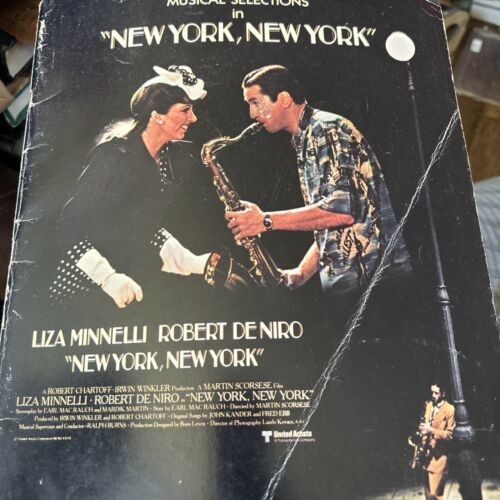 MUSICAL SELECTIONS
in
"NEW YORK, NEW YORK"
LIZA MINNELLI ROBERT DE NIRO
"NEW YORK, NEW YORK"
A ROBERT CHARTOFF-IRWIN WINKLER Production A MARTIN SCORSESE Film
LIZA MINNELLI · ROBERT DE NIRO .. "NEW YORK, NEW YORK"
Screenplay by EARL MAC RAUCH and MARDIK MARTIN · Story by EARL MAC RAUCH · Directed by MARTIN SCORSESE
Produced by IRWIN WINKLER and ROBERT CHARTOFF · Original Songs by JOHN KANDER and FRED EBB
Musical Supervisor and Conductor—RALPH BURNS · Production Designed by Boris Leven · Director of Photography Laszlo Kovacs, A.S.C.
T United Artists
A Transamerica Company